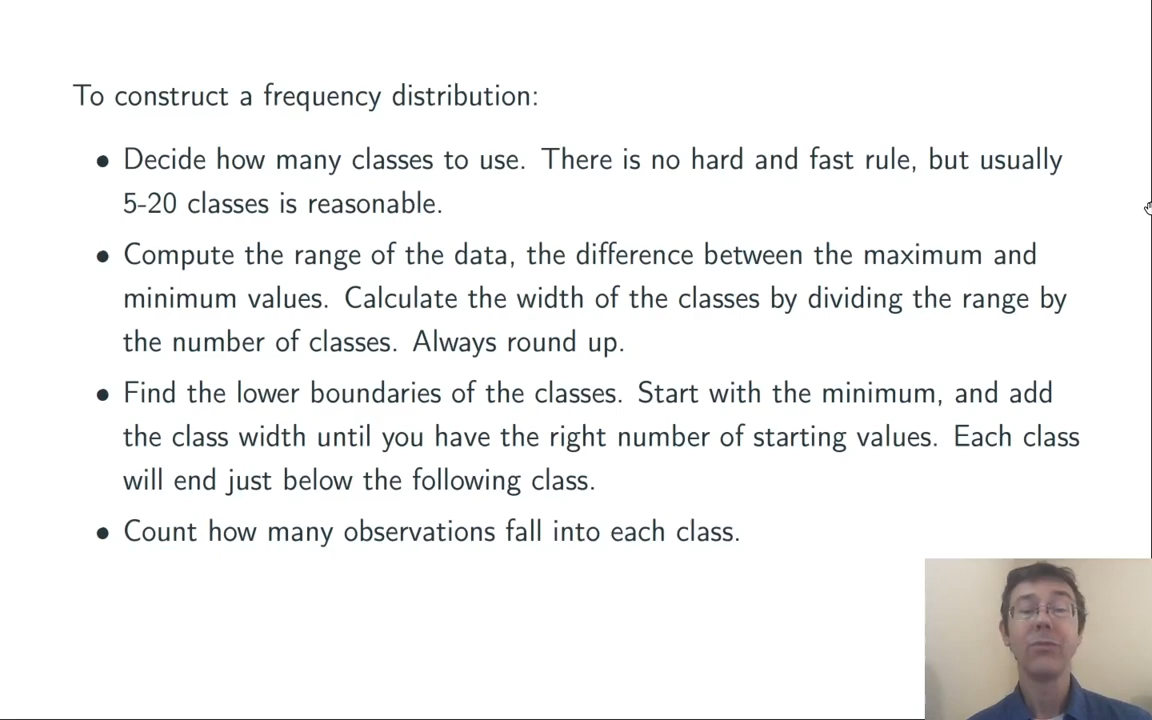 To construct a frequency distribution:
• Decide how many classes to use. There is no hard and fast rule, but usually
5-20 classes is reasonable.
• Compute the range of the data, the difference between the maximum and
minimum values. Calculate the width of the classes by dividing the range by
the number of classes. Always round up.
• Find the lower boundaries of the classes. Start with the minimum, and add
the class width until you have the right number of starting values. Each class
will end just below the following class.
• Count how many observations fall into each class.